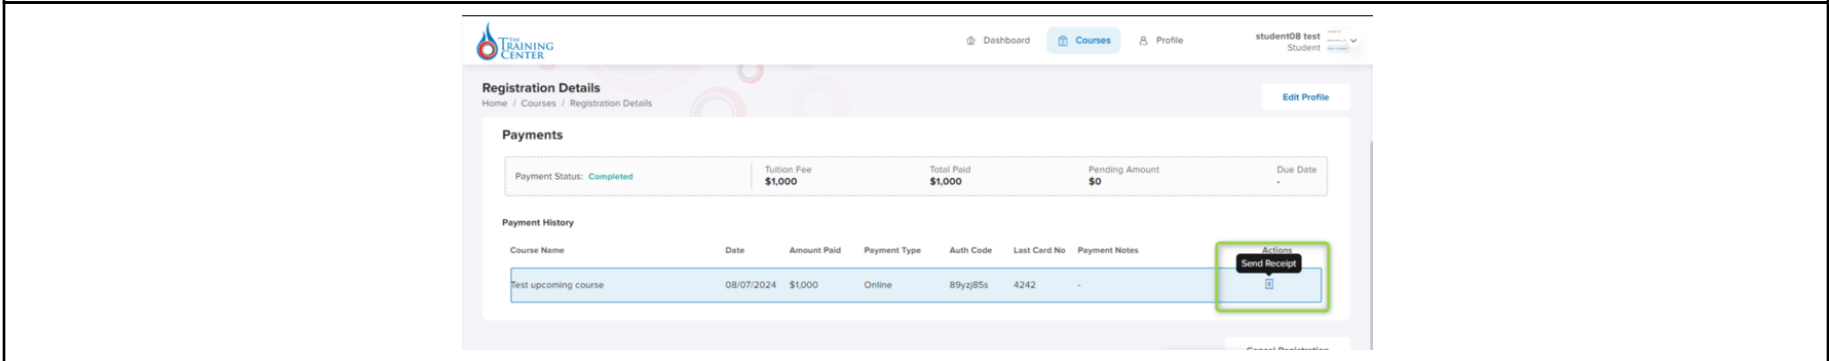 THE
TRAINING
CENTER
Dashboard
Courses
Profile
student08 test
Student
Registration Details
Home / Courses / Registration Details
Edit Profile
Payments
Payment Status: Completed
Tuition Fee
$1,000
Total Paid
$1,000
Pending Amount
$0
Due Date
-
Payment History
Course Name Date Amount Paid Payment Type Auth Code Last Card No Payment Notes Actions
Send Receipt
Test upcoming course 08/07/2024 $1,000 Online 89yzj85s 4242 -
Cancel Registration